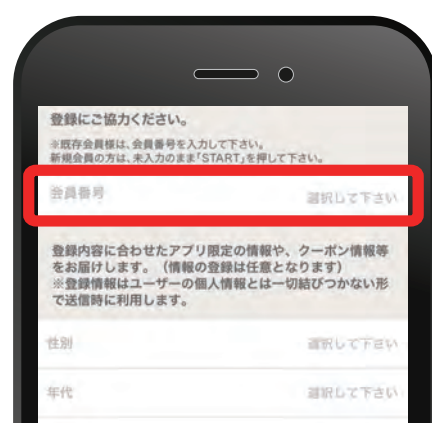 登録にご協力ください。
※既存会員様は、会員番号を入力して下さい。
新規会員の方は、未入力のまま「START」を押して下さい。
会員番号 選択して下さい
登録内容に合わせたアプリ限定の情報や、クーポン情報等
をお届けします。（情報の登録は任意となります）
※登録情報はユーザーの個人情報とは一切結びつかない形
で送信時に利用します。
性別 選択して下さい
年代 選択して下さい